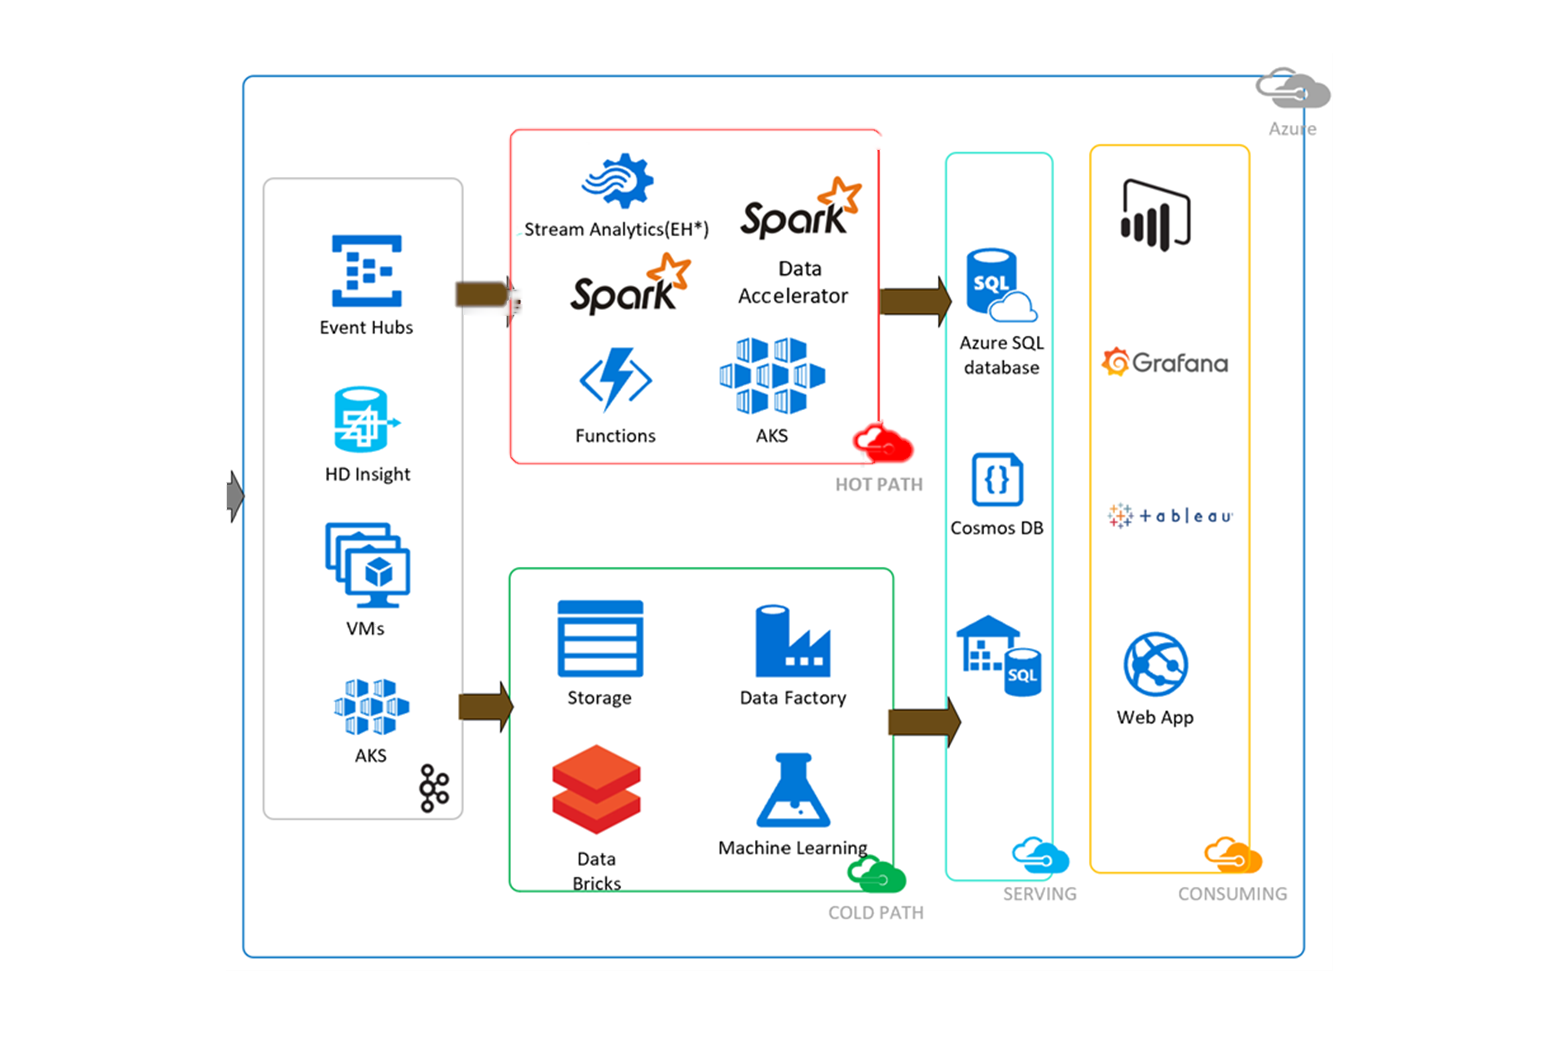 Azure
Event Hubs
HD Insight
VMs
AKS
Stream Analytics(EH*)
Spark
Data
Accelerator
Spark
Functions
AKS
HOT PATH
Storage
Data Factory
Data
Bricks
Machine Learning
COLD PATH
SQL
Azure SQL
database
{}
Cosmos DB
SQL
SERVING
Grafana
+ableau
Web App
CONSUMING